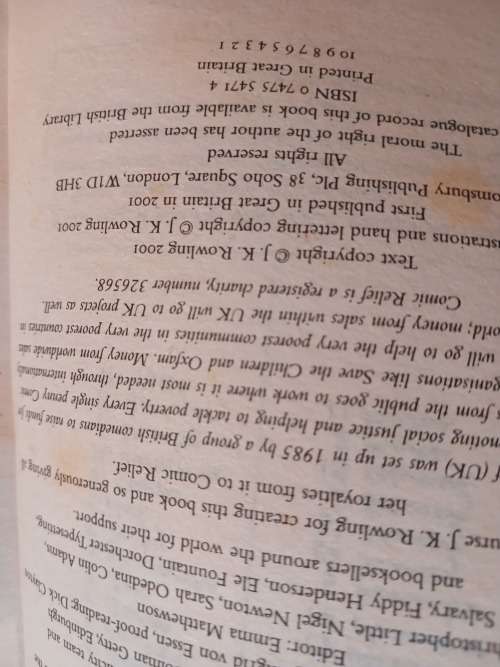 the
team and
Getty, Edinburgh
von Essen, proof-reading: Dick
Editor: Emma Matthewson
Little, Nigel Newton, Sarah Odedina, Colin Adams,
Salvary, Fiddy Henderson, Ele Fountain, Dorchester Typesetting,
and booksellers around the world for their support.
urse J. K. Rowling for creating this book and so generously giving
her royalties from it to Comic Relief.
f (UK) was set up in 1985 by a group of British comedians to raise funds
noting social justice and helping to tackle poverty. Every single penny
from the public goes to work where it is most needed, through
ganisations like Save the Children and Oxfam. Money from worldwide
will go to help the very poorest communities in the very poorest countries
orld; money from sales within the UK will go to UK projects as well.
Comic Relief is a registered charity, number 326568.
Text copyright © J. K. Rowling 2001
ustrations and hand lettering copyright © J. K. Rowling 2001
First published in Great Britain in 2001
omsbury Publishing Plc, 38 Soho Square, London, W1D 3HB
All rights reserved
The moral right of the author has been asserted
catalogue record of this book is available from the British Library
ISBN 0 7475 5471 4
Printed in Great Britain
10 9 8 7 6 5 4 3 2 1